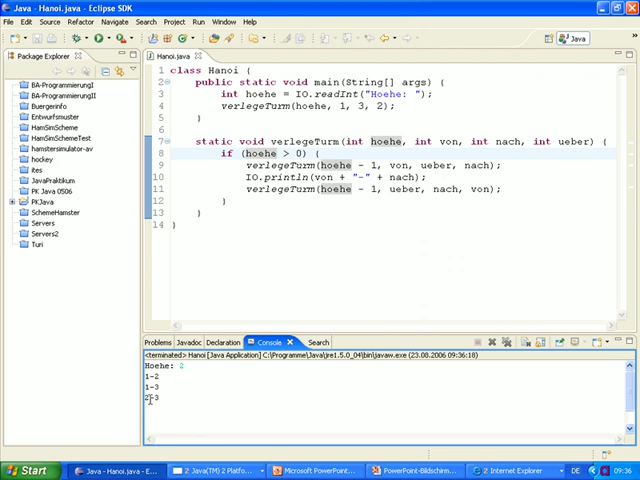 Java - Hanoi.java - Eclipse SDK
File Edit Source Refactor Navigate Search Project Run Window Help
Java
Package Explorer
BA-ProgrammierungI
BA-ProgrammierungII
Buergerinfo
Entwurfsmuster
HamSimScheme
HamSimSchemeTest
hamstersimulator-av
hockey
ites
JavaPraktikum
PK Java 0506
PKJava
SchemeHamster
Servers
Servers2
Turi
Hanoi.java
1 class Hanoi {
2 public static void main(String[] args) {
3 int hoehe = IO.readInt("Hoehe: ");
4 verlegeTurm(hoehe, 1, 3, 2);
5 }
6
7 static void verlegeTurm(int hoehe, int von, int nach, int ueber) {
8 if (hoehe > 0) {
9 verlegeTurm(hoehe - 1, von, ueber, nach);
10 IO.println(von + "-" + nach);
11 verlegeTurm(hoehe - 1, ueber, nach, von);
12 }
13 }
14 }
Problems Javadoc Declaration Console Search
<terminated> Hanoi [Java Application] C:\Programme\Java\jre1.5.0_04\bin\javaw.exe (23.08.2006 09:36:18)
Hoehe: 2
1-2
1-3
2-3
Start Java - Hanoi.java - E... 2 Java(TM) 2 Platfo... Microsoft PowerPoint... PowerPoint-Bildschirm... 2 Internet Explorer DE 09:36